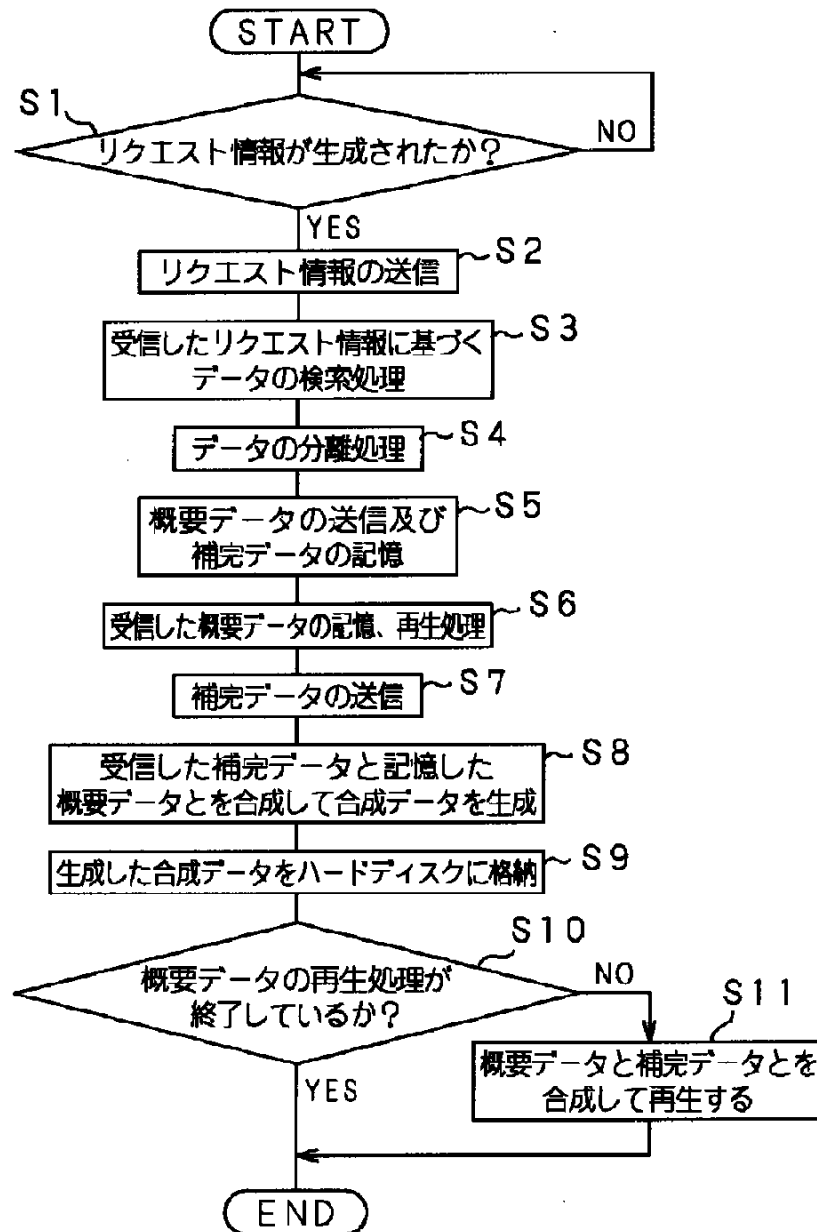 START
S1
リクエスト情報が生成されたか?
NO
YES
リクエスト情報の送信
S2
受信したリクエスト情報に基づく
データの検索処理
S3
データの分離処理
S4
概要データの送信及び
補完データの記憶
S5
受信した概要データの記憶、再生処理
S6
補完データの送信
S7
受信した補完データと記憶した
概要データとを合成して合成データを生成
S8
生成した合成データをハードディスクに格納
S9
概要データの再生処理が
終了しているか?
S10
NO
S11
概要データと補完データとを
合成して再生する
YES
END